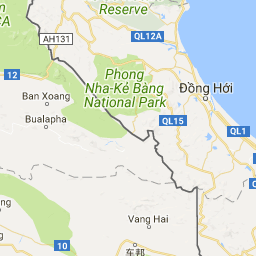 Reserve
QL12A
AH131
CA
12
Phong
Nha-Kẻ Bàng
National Park
Đồng Hới
Ban Xoang
Bualapha
QL15
QL1
Vang Hai
10
车邦